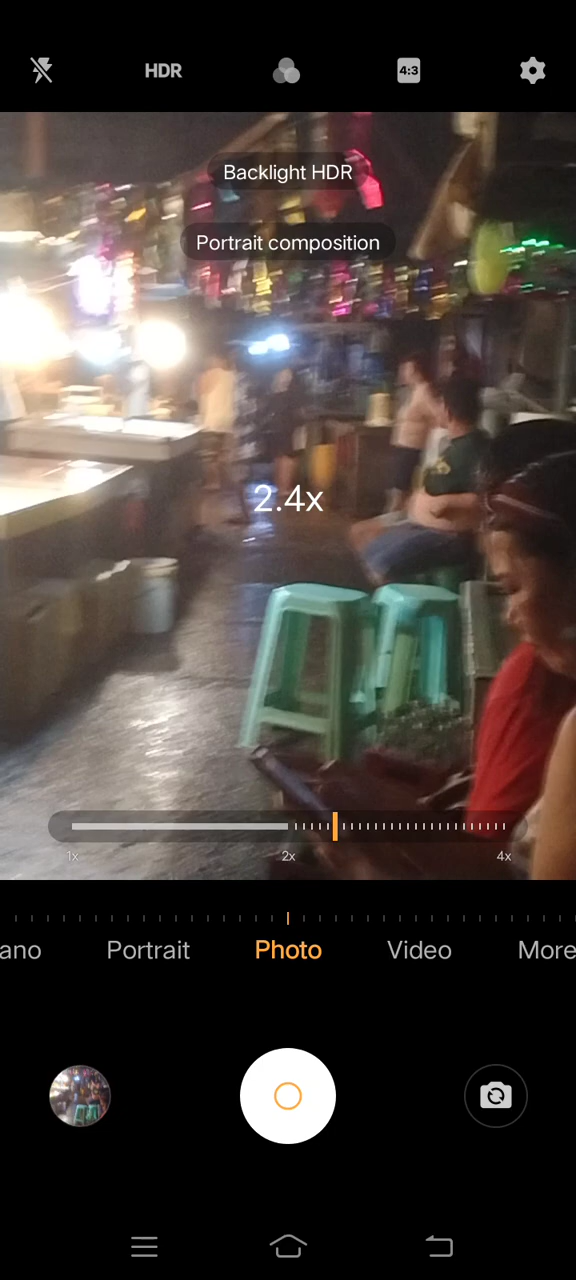 HDR
4:3
Backlight HDR
Portrait composition
2.4x
1x
2x
4x
ano
Portrait
Photo
Video
More